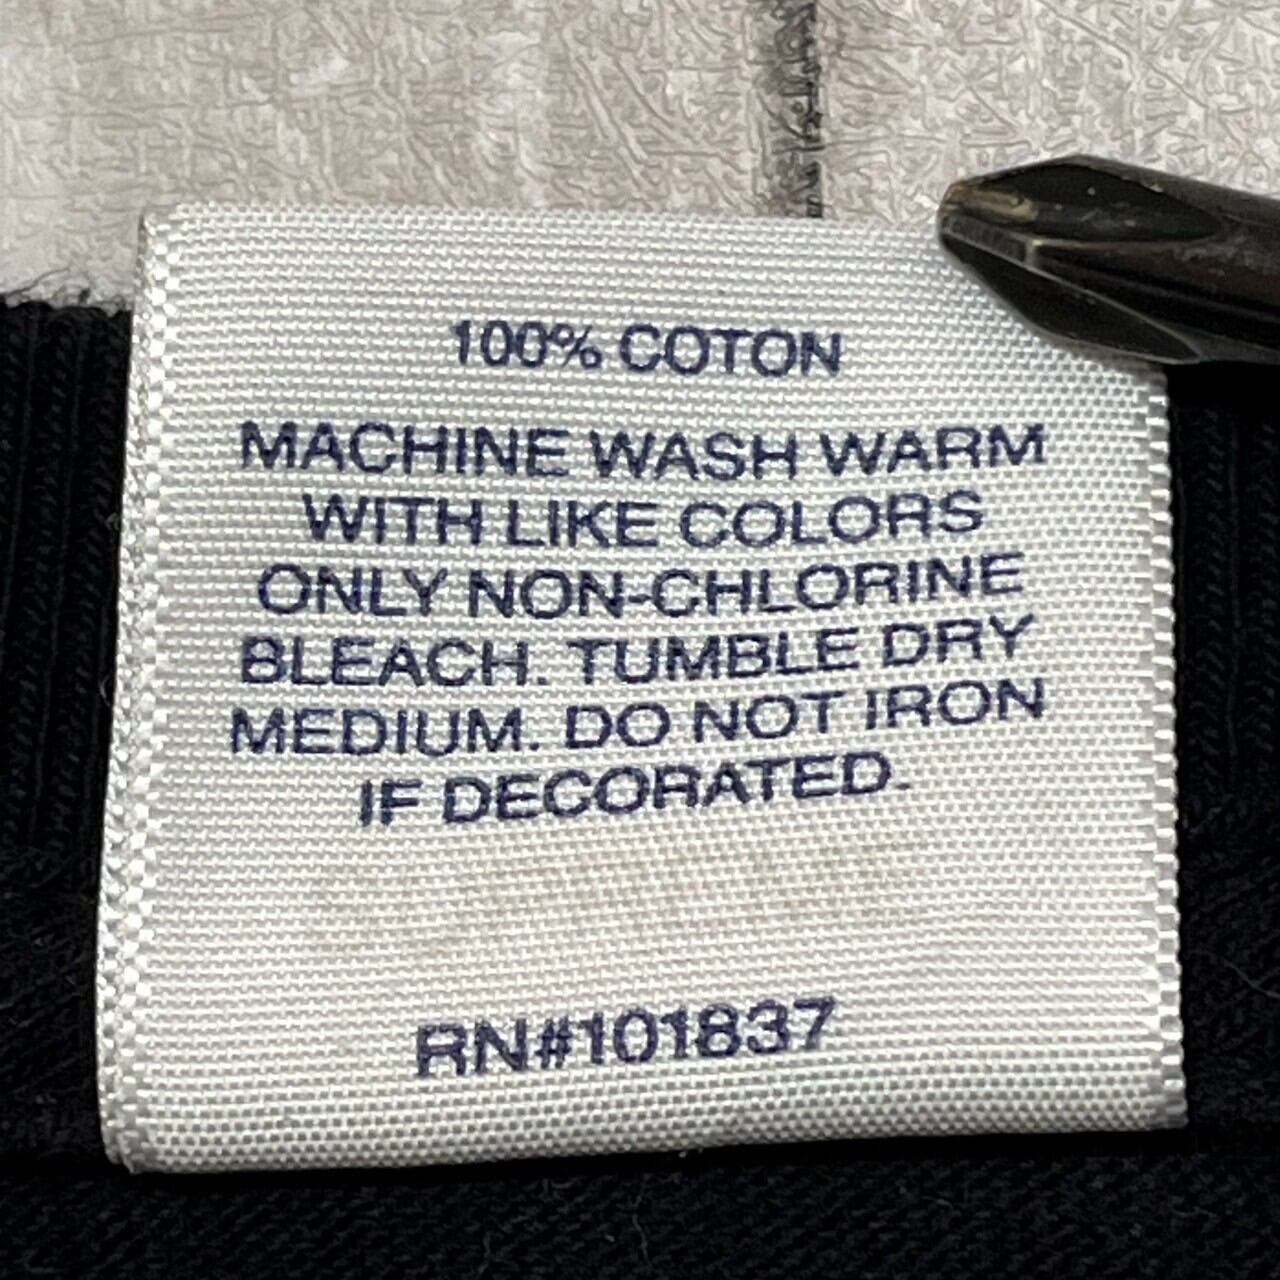 100% COTON
MACHINE WASH WARM
WITH LIKE COLORS
ONLY NON-CHLORINE
BLEACH. TUMBLE DRY
MEDIUM. DO NOT IRON
IF DECORATED.
RN#101837